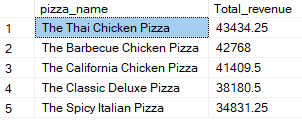 pizza_name Total_revenue
1 The Thai Chicken Pizza 43434.25
2 The Barbecue Chicken Pizza 42768
3 The California Chicken Pizza 41409.5
4 The Classic Deluxe Pizza 38180.5
5 The Spicy Italian Pizza 34831.25